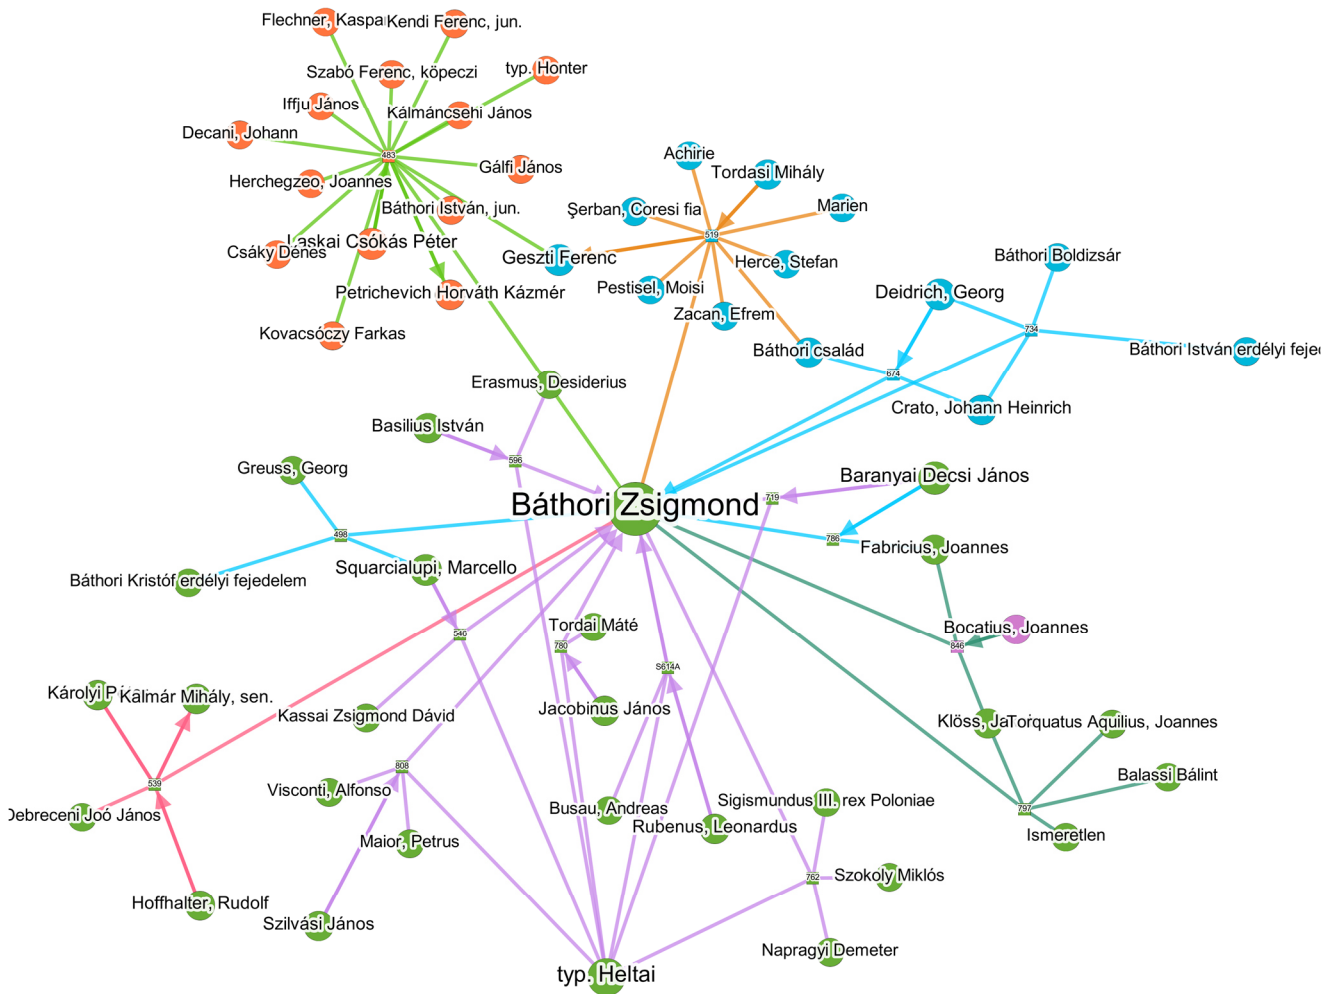 Flechner, Kaspa
Kendi Ferenc, jun.
Szabó Ferenc, köpeczi
typ. Honter
Iffju János
Kálmáncsehi János
Decani, Johann
483
Gálfi János
Herchegzeo, Joannes
Báthori István, jun.
Csáky Dénes
Laskai Csókás Péter
Petrichevich Horváth Kázmér
Kovacsóczy Farkas
Achirie
Tordasi Mihály
Şerban, Coresi fia
Marien
519
Geszti Ferenc
Herce, Stefan
Pestisel, Moisi
Zacan, Efrem
Báthori család
Báthori Boldizsár
Deidrich, Georg
734
Báthori István erdélyi feje
674
Crato, Johann Heinrich
Erasmus, Desiderius
Basilius István
596
Greuss, Georg
Báthori Zsigmond
719
Baranyai Decsi János
498
786
Fabricius, Joannes
Báthori Kristóf erdélyi fejedelem
Squarcialupi, Marcello
540
Tordai Máté
780
S614A
Bocatius, Joannes
846
Károlyi P
Kálmár Mihály, sen.
Kassai Zsigmond Dávid
Jacobinus János
Klöss, Ja
Torquatus Aquilius, Joannes
539
808
Visconti, Alfonso
Balassi Bálint
Debreceni Joó János
Busau, Andreas
Sigismundus III. rex Poloniae
797
Maior, Petrus
Rubenus, Leonardus
Ismeretlen
762
Szokoly Miklós
Hoffhalter, Rudolf
Szilvási János
Napragyi Demeter
typ. Heltai